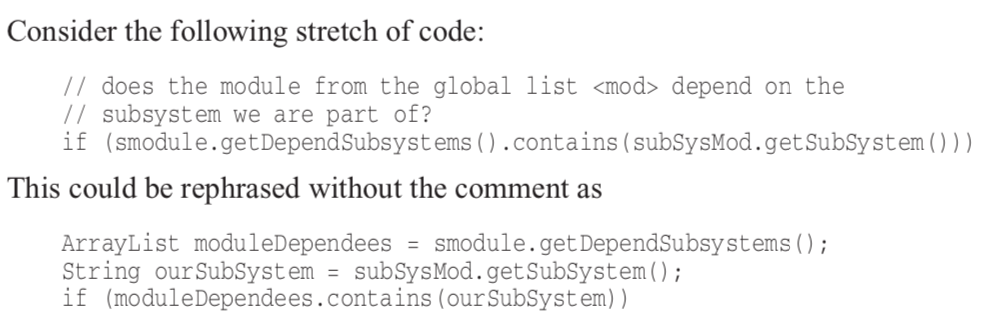 Consider the following stretch of code:
// does the module from the global list <mod> depend on the
// subsystem we are part of?
if (smodule.getDependSubsystems().contains(subSysMod.getSubSystem()))
This could be rephrased without the comment as
ArrayList moduleDependees = smodule.getDependSubsystems();
String ourSubSystem = subSysMod.getSubSystem();
if (moduleDependees.contains(ourSubSystem))